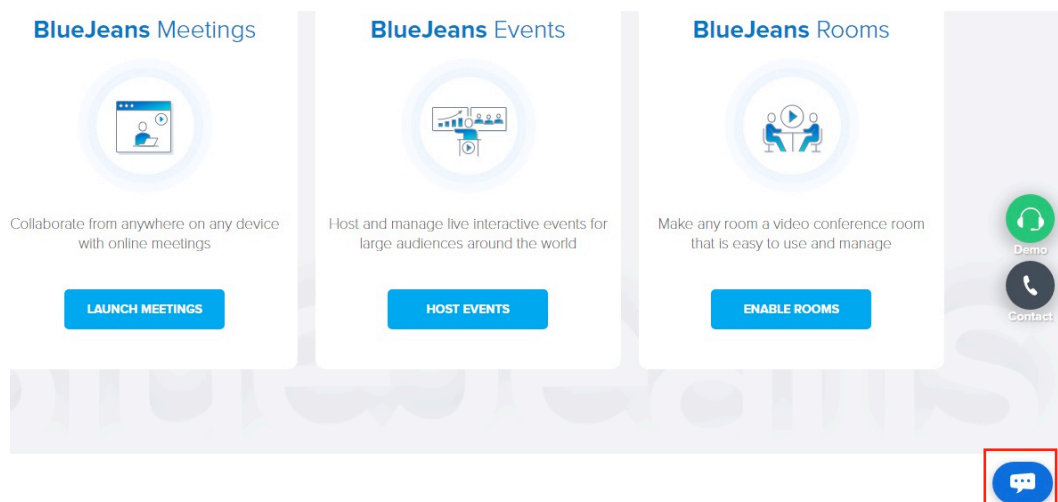 BlueJeans Meetings
Collaborate from anywhere on any device
with online meetings
LAUNCH MEETINGS
BlueJeans Events
Host and manage live interactive events for
large audiences around the world
HOST EVENTS
BlueJeans Rooms
Make any room a video conference room
that is easy to use and manage
ENABLE ROOMS
Demo
Contact
BlueJeans